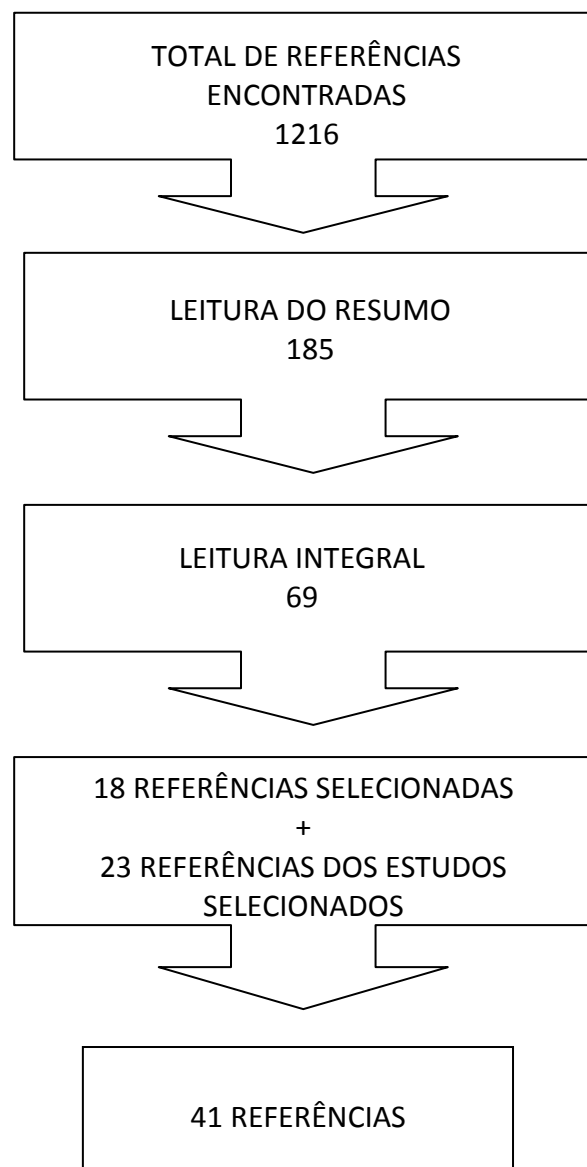 TOTAL DE REFERÊNCIAS
ENCONTRADAS
1216
LEITURA DO RESUMO
185
LEITURA INTEGRAL
69
18 REFERÊNCIAS SELECIONADAS
+
23 REFERÊNCIAS DOS ESTUDOS
SELECIONADOS
41 REFERÊNCIAS